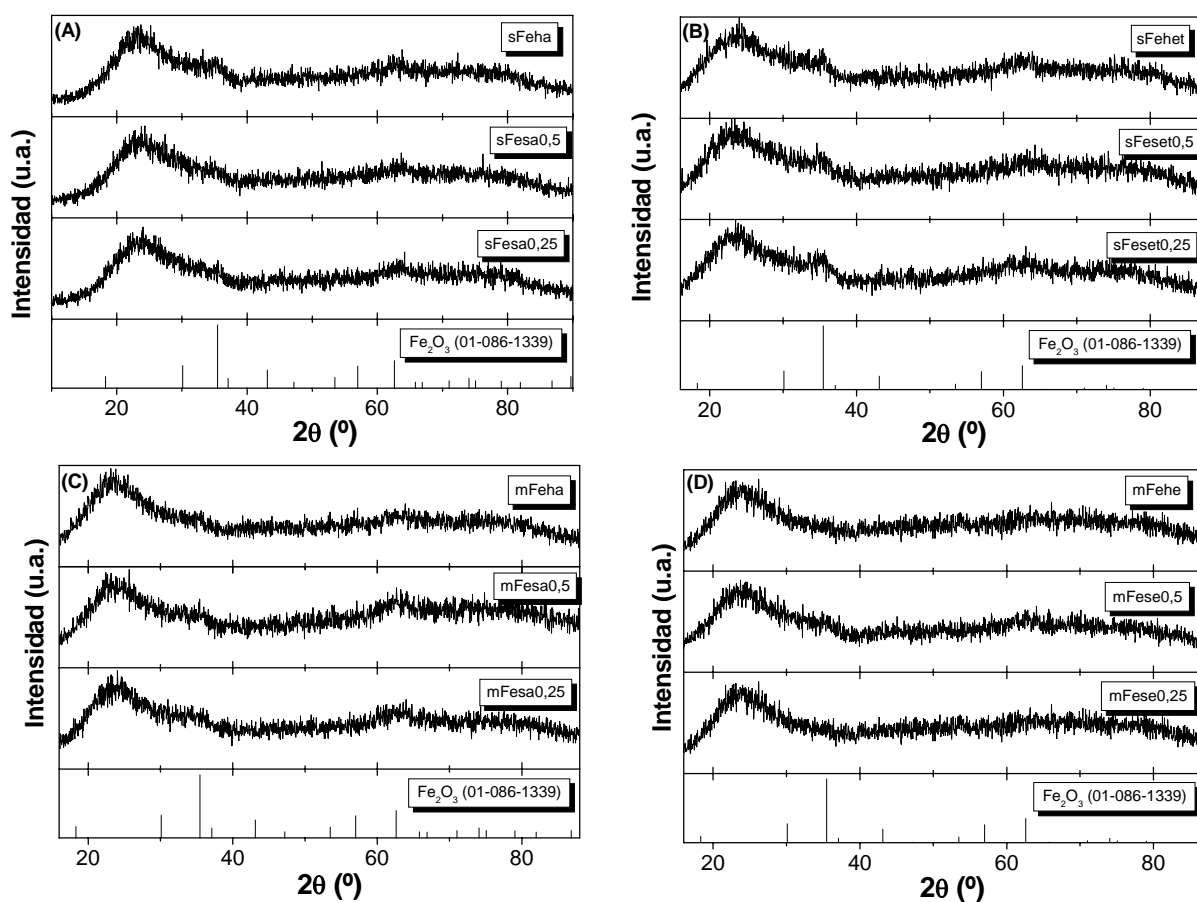 (A)
sFeha
sFesa0,5
sFesa0,25
Fe₂O₃ (01-086-1339)
Intensidad (u.a.)
20 40 60 80
2θ (º)
(B)
sFehet
sFeset0,5
sFeset0,25
Fe₂O₃ (01-086-1339)
Intensidad (u.a.)
20 40 60 80
2θ (º)
(C)
mFeha
mFesa0,5
mFesa0,25
Fe₂O₃ (01-086-1339)
Intensidad (u.a.)
20 40 60 80
2θ (º)
(D)
mFehe
mFese0,5
mFese0,25
Fe₂O₃ (01-086-1339)
Intensidad (u.a.)
20 40 60 80
2θ (º)